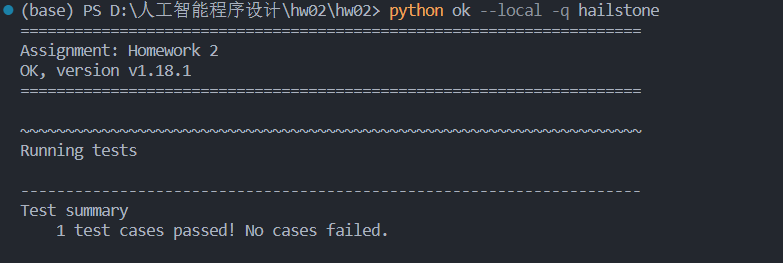 (base) PS D:\人工智能程序设计\hw02\hw02> python ok --local -q hailstone
=====================================================================
Assignment: Homework 2
OK, version v1.18.1
=====================================================================
~~~~~~~~~~~~~~~~~~~~~~~~~~~~~~~~~~~~~~~~~~~~~~~~~~~~~~~~~~~~~~~~~~~~~
Running tests
---------------------------------------------------------------------
Test summary
    1 test cases passed! No cases failed.